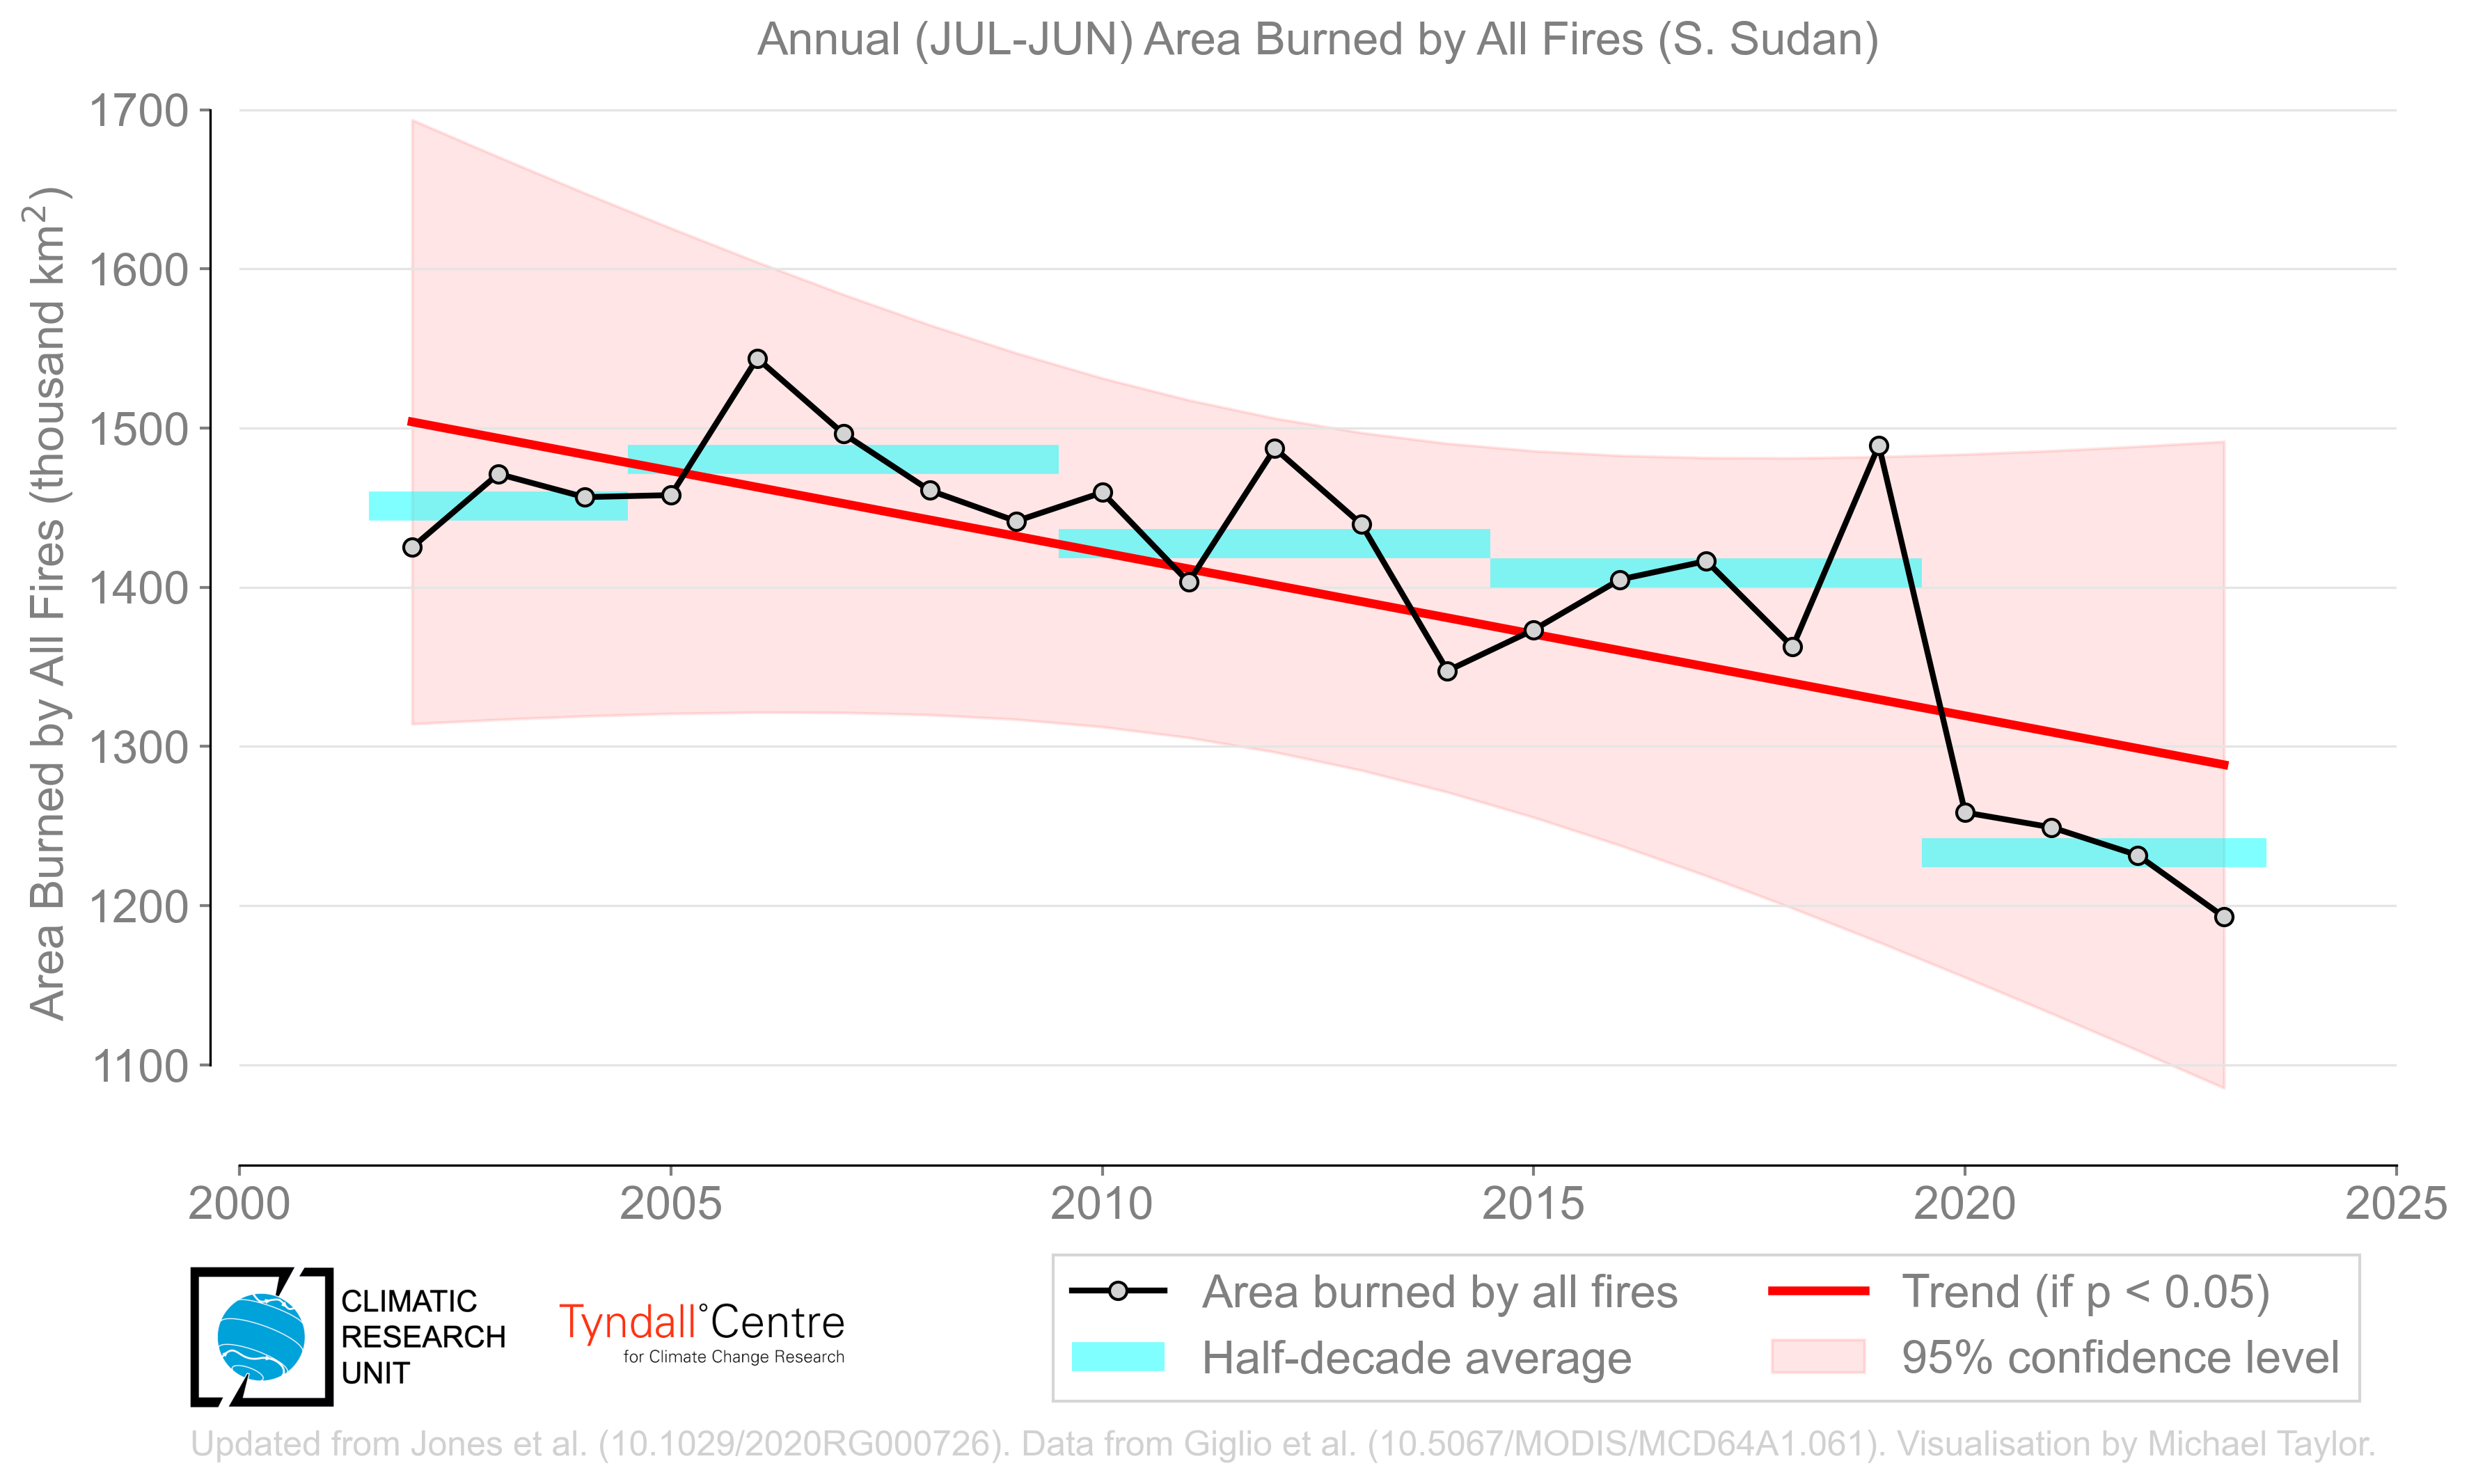 Annual (JUL-JUN) Area Burned by All Fires (S. Sudan)
Area Burned by All Fires (thousand km²)
1700
1600
1500
1400
1300
1200
1100
2000 2005 2010 2015 2020 2025
CLIMATIC
RESEARCH
UNIT
Tyndall°Centre
for Climate Change Research
Area burned by all fires
Half-decade average
Trend (if p < 0.05)
95% confidence level
Updated from Jones et al. (10.1029/2020RG000726). Data from Giglio et al. (10.5067/MODIS/MCD64A1.061). Visualisation by Michael Taylor.